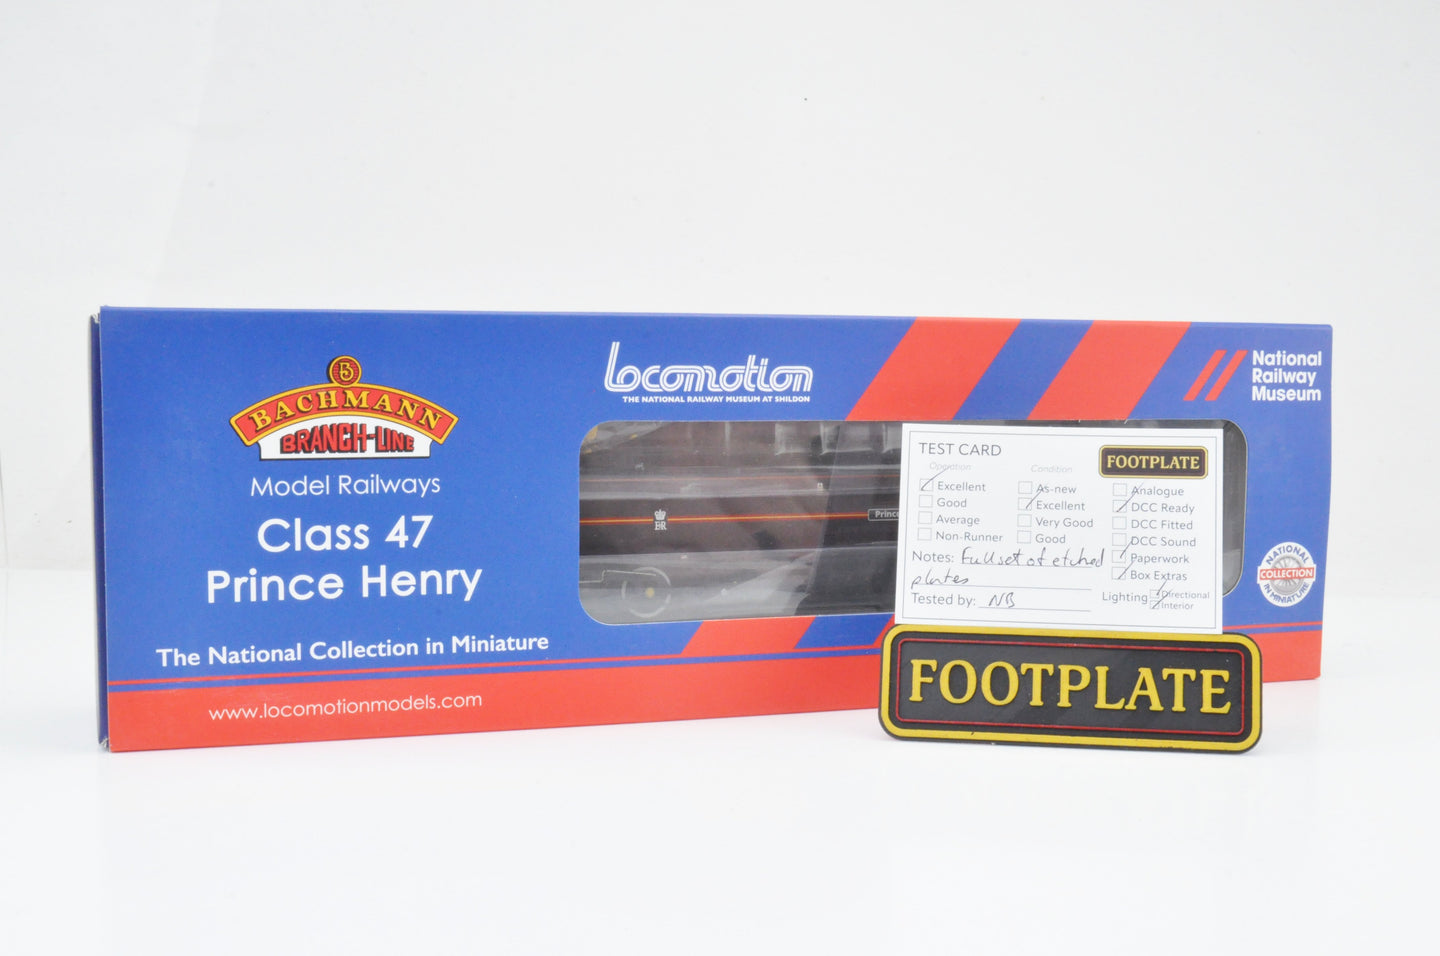 B
BACHMANN
BRANCH-LINE
Model Railways
Class 47
Prince Henry
The National Collection in Miniature
www.locomotionmodels.com
locomotion
THE NATIONAL RAILWAY MUSEUM AT SHILDON
National
Railway
Museum
NATIONAL
COLLECTION
IN MINIATURE
EIIR
Prince
TEST CARD
FOOTPLATE
Operation
Excellent
Good
Average
Non-Runner
Condition
As-new
Excellent
Very Good
Good
Analogue
DCC Ready
DCC Fitted
DCC Sound
Paperwork
Box Extras
Notes: Full set of etched
plates
Tested by: NB
Lighting
Directional
Interior
FOOTPLATE